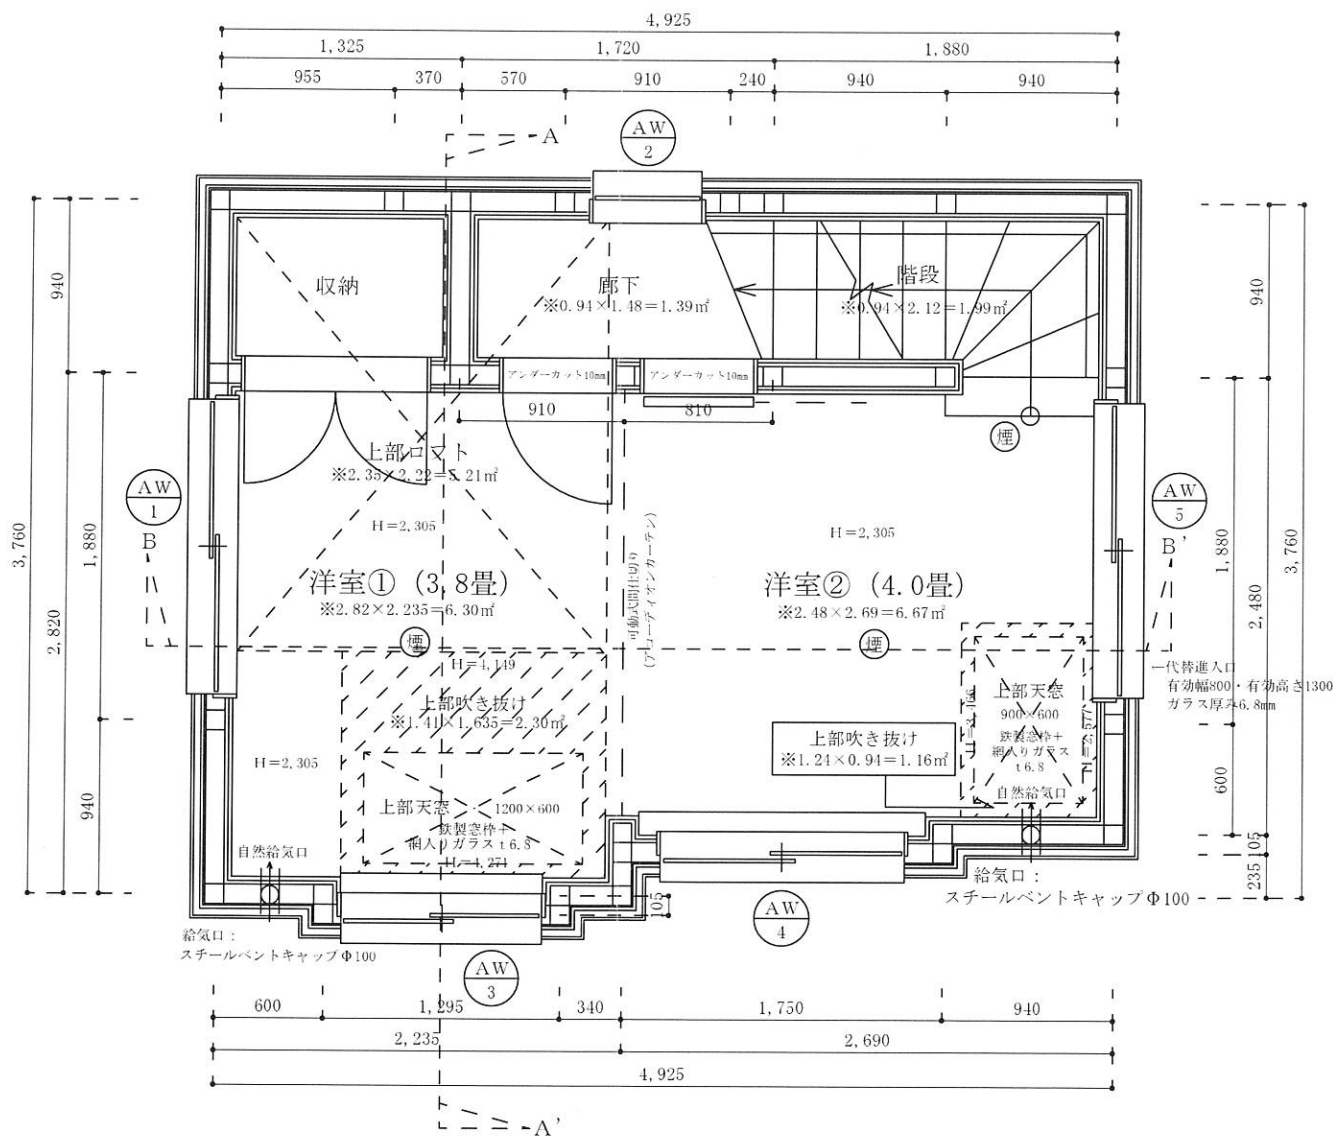 4,925
1,325
1,720
1,880
955
370
570
910
240
940
940
A
AW
2
940
940
収納
廊下
※0.94×1.48=1.39㎡
階段
※0.94×2.12=1.99㎡
アンダーカット10mm
アンダーカット10mm
910
810
煙
上部ロフト
※2.35×2.22=5.21㎡
AW
1
B
AW
5
B'
3,760
1,880
2,820
940
1,880
3,760
2,480
600
H=2,305
H=2,305
洋室① (3.8畳)
※2.82×2.235=6.30㎡
可動式間仕切り
(アコーディオンカーテン)
洋室② (4.0畳)
※2.48×2.69=6.67㎡
煙
煙
H=4,149
上部吹き抜け
※1.41×1.635=2.30㎡
H=2,305
上部天窓
1200×600
鉄製窓枠+
網入りガラス t6.8
H=4,271
上部吹き抜け
※1.24×0.94=1.16㎡
上部天窓
900×600
鉄製窓枠+
網入りガラス
t6.8
自然給気口
代替進入口
有効幅800・有効高さ1300
ガラス厚み6.8mm
自然給気口
給気口:
スチールベントキャップΦ100
105
235
給気口:
スチールベントキャップΦ100
105
AW
4
AW
3
600
1,295
340
1,750
940
2,235
2,690
4,925
A'